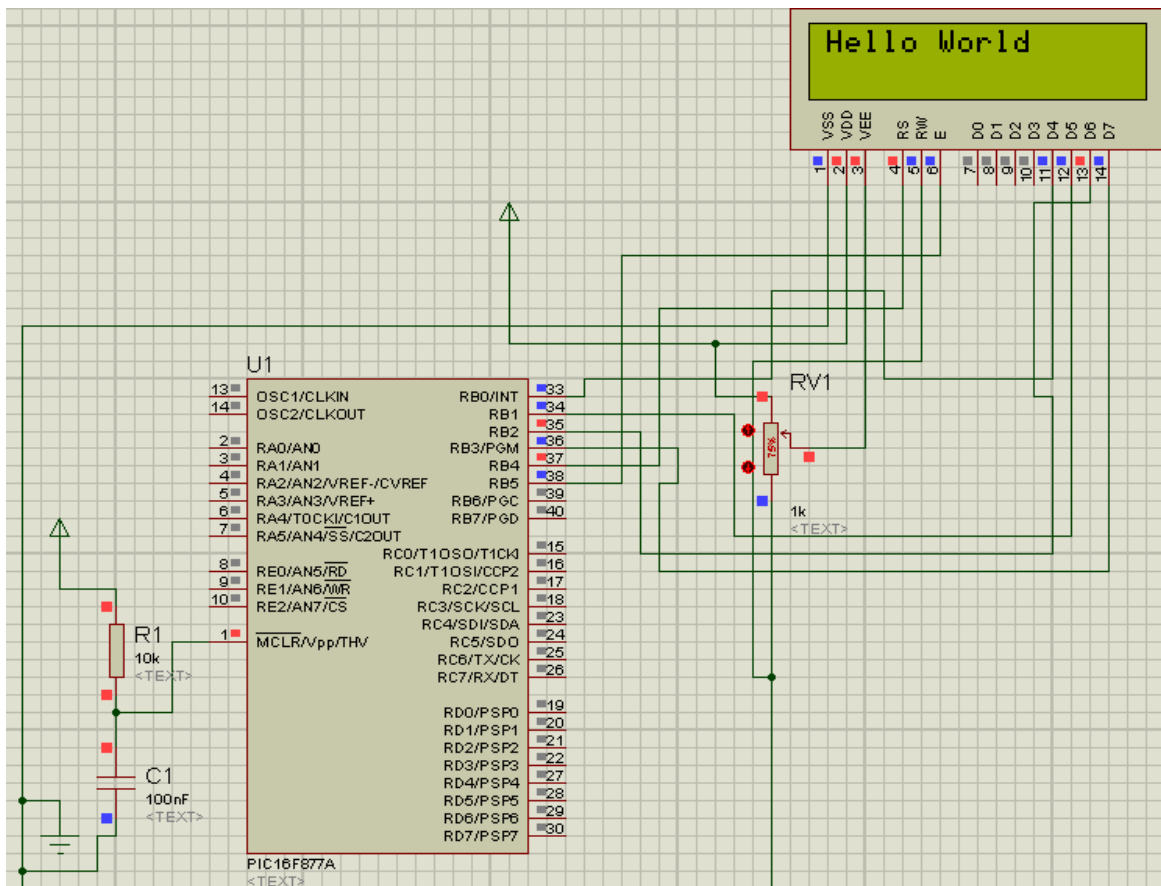 Hello World
VSS VDD VEE RS RW E D0 D1 D2 D3 D4 D5 D6 D7
1 2 3 4 5 6 7 8 9 10 11 12 13 14
U1
13 OSC1/CLKIN RB0/INT 33
14 OSC2/CLKOUT RB1 34
RB2 35
2 RA0/AN0 RB3/PGM 36
3 RA1/AN1 RB4 37
4 RA2/AN2/VREF-/CVREF RB5 38
5 RA3/AN3/VREF+ RB6/PGC 39
6 RA4/T0CKI/C1OUT RB7/PGD 40
7 RA5/AN4/SS/C2OUT
RC0/T1OSO/T1CKI 15
8 RE0/AN5/RD RC1/T1OSI/CCP2 16
9 RE1/AN6/WR RC2/CCP1 17
10 RE2/AN7/CS RC3/SCK/SCL 18
RC4/SDI/SDA 23
1 MCLR/Vpp/THV RC5/SDO 24
RC6/TX/CK 25
RC7/RX/DT 26
RD0/PSP0 19
RD1/PSP1 20
RD2/PSP2 21
RD3/PSP3 22
RD4/PSP4 27
RD5/PSP5 28
RD6/PSP6 29
RD7/PSP7 30
PIC16F877A
<TEXT>
RV1
75%
1k
<TEXT>
R1
10k
<TEXT>
C1
100nF
<TEXT>